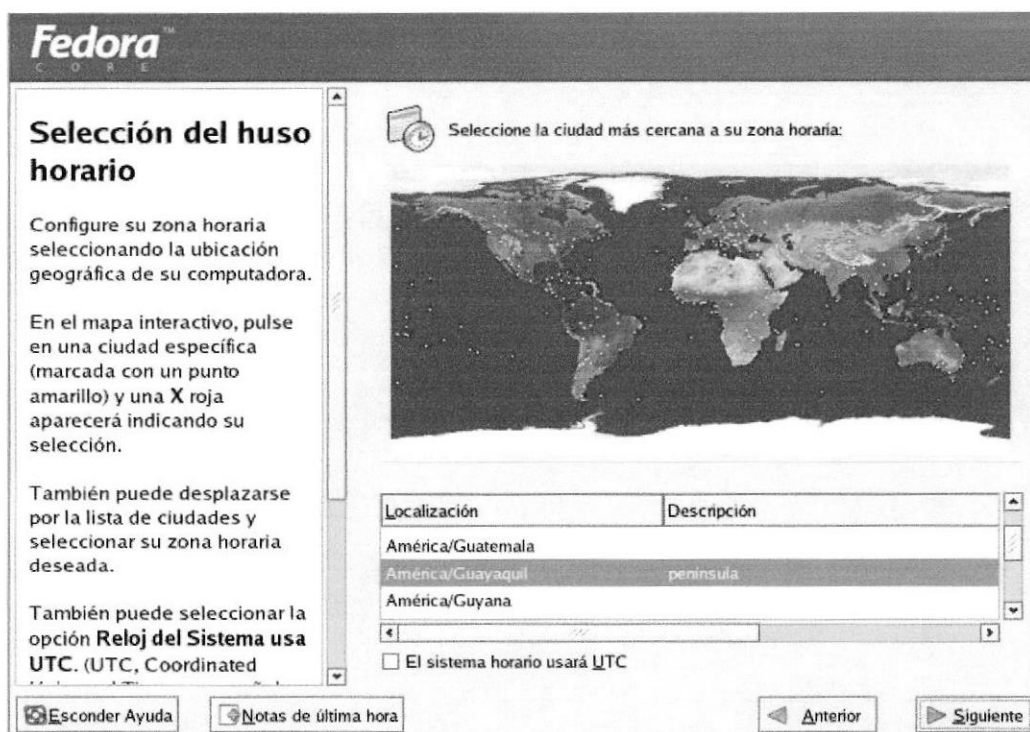 Fedora™
CORE
Selección del huso
horario
Configure su zona horaria
seleccionando la ubicación
geográfica de su computadora.
En el mapa interactivo, pulse
en una ciudad específica
(marcada con un punto
amarillo) y una X roja
aparecerá indicando su
selección.
También puede desplazarse
por la lista de ciudades y
seleccionar su zona horaria
deseada.
También puede seleccionar la
opción Reloj del Sistema usa
UTC. (UTC, Coordinated
Seleccione la ciudad más cercana a su zona horaria:
Localización Descripción
América/Guatemala
América/Guayaquil península
América/Guyana
El sistema horario usará UTC
Esconder Ayuda Notas de última hora Anterior Siguiente